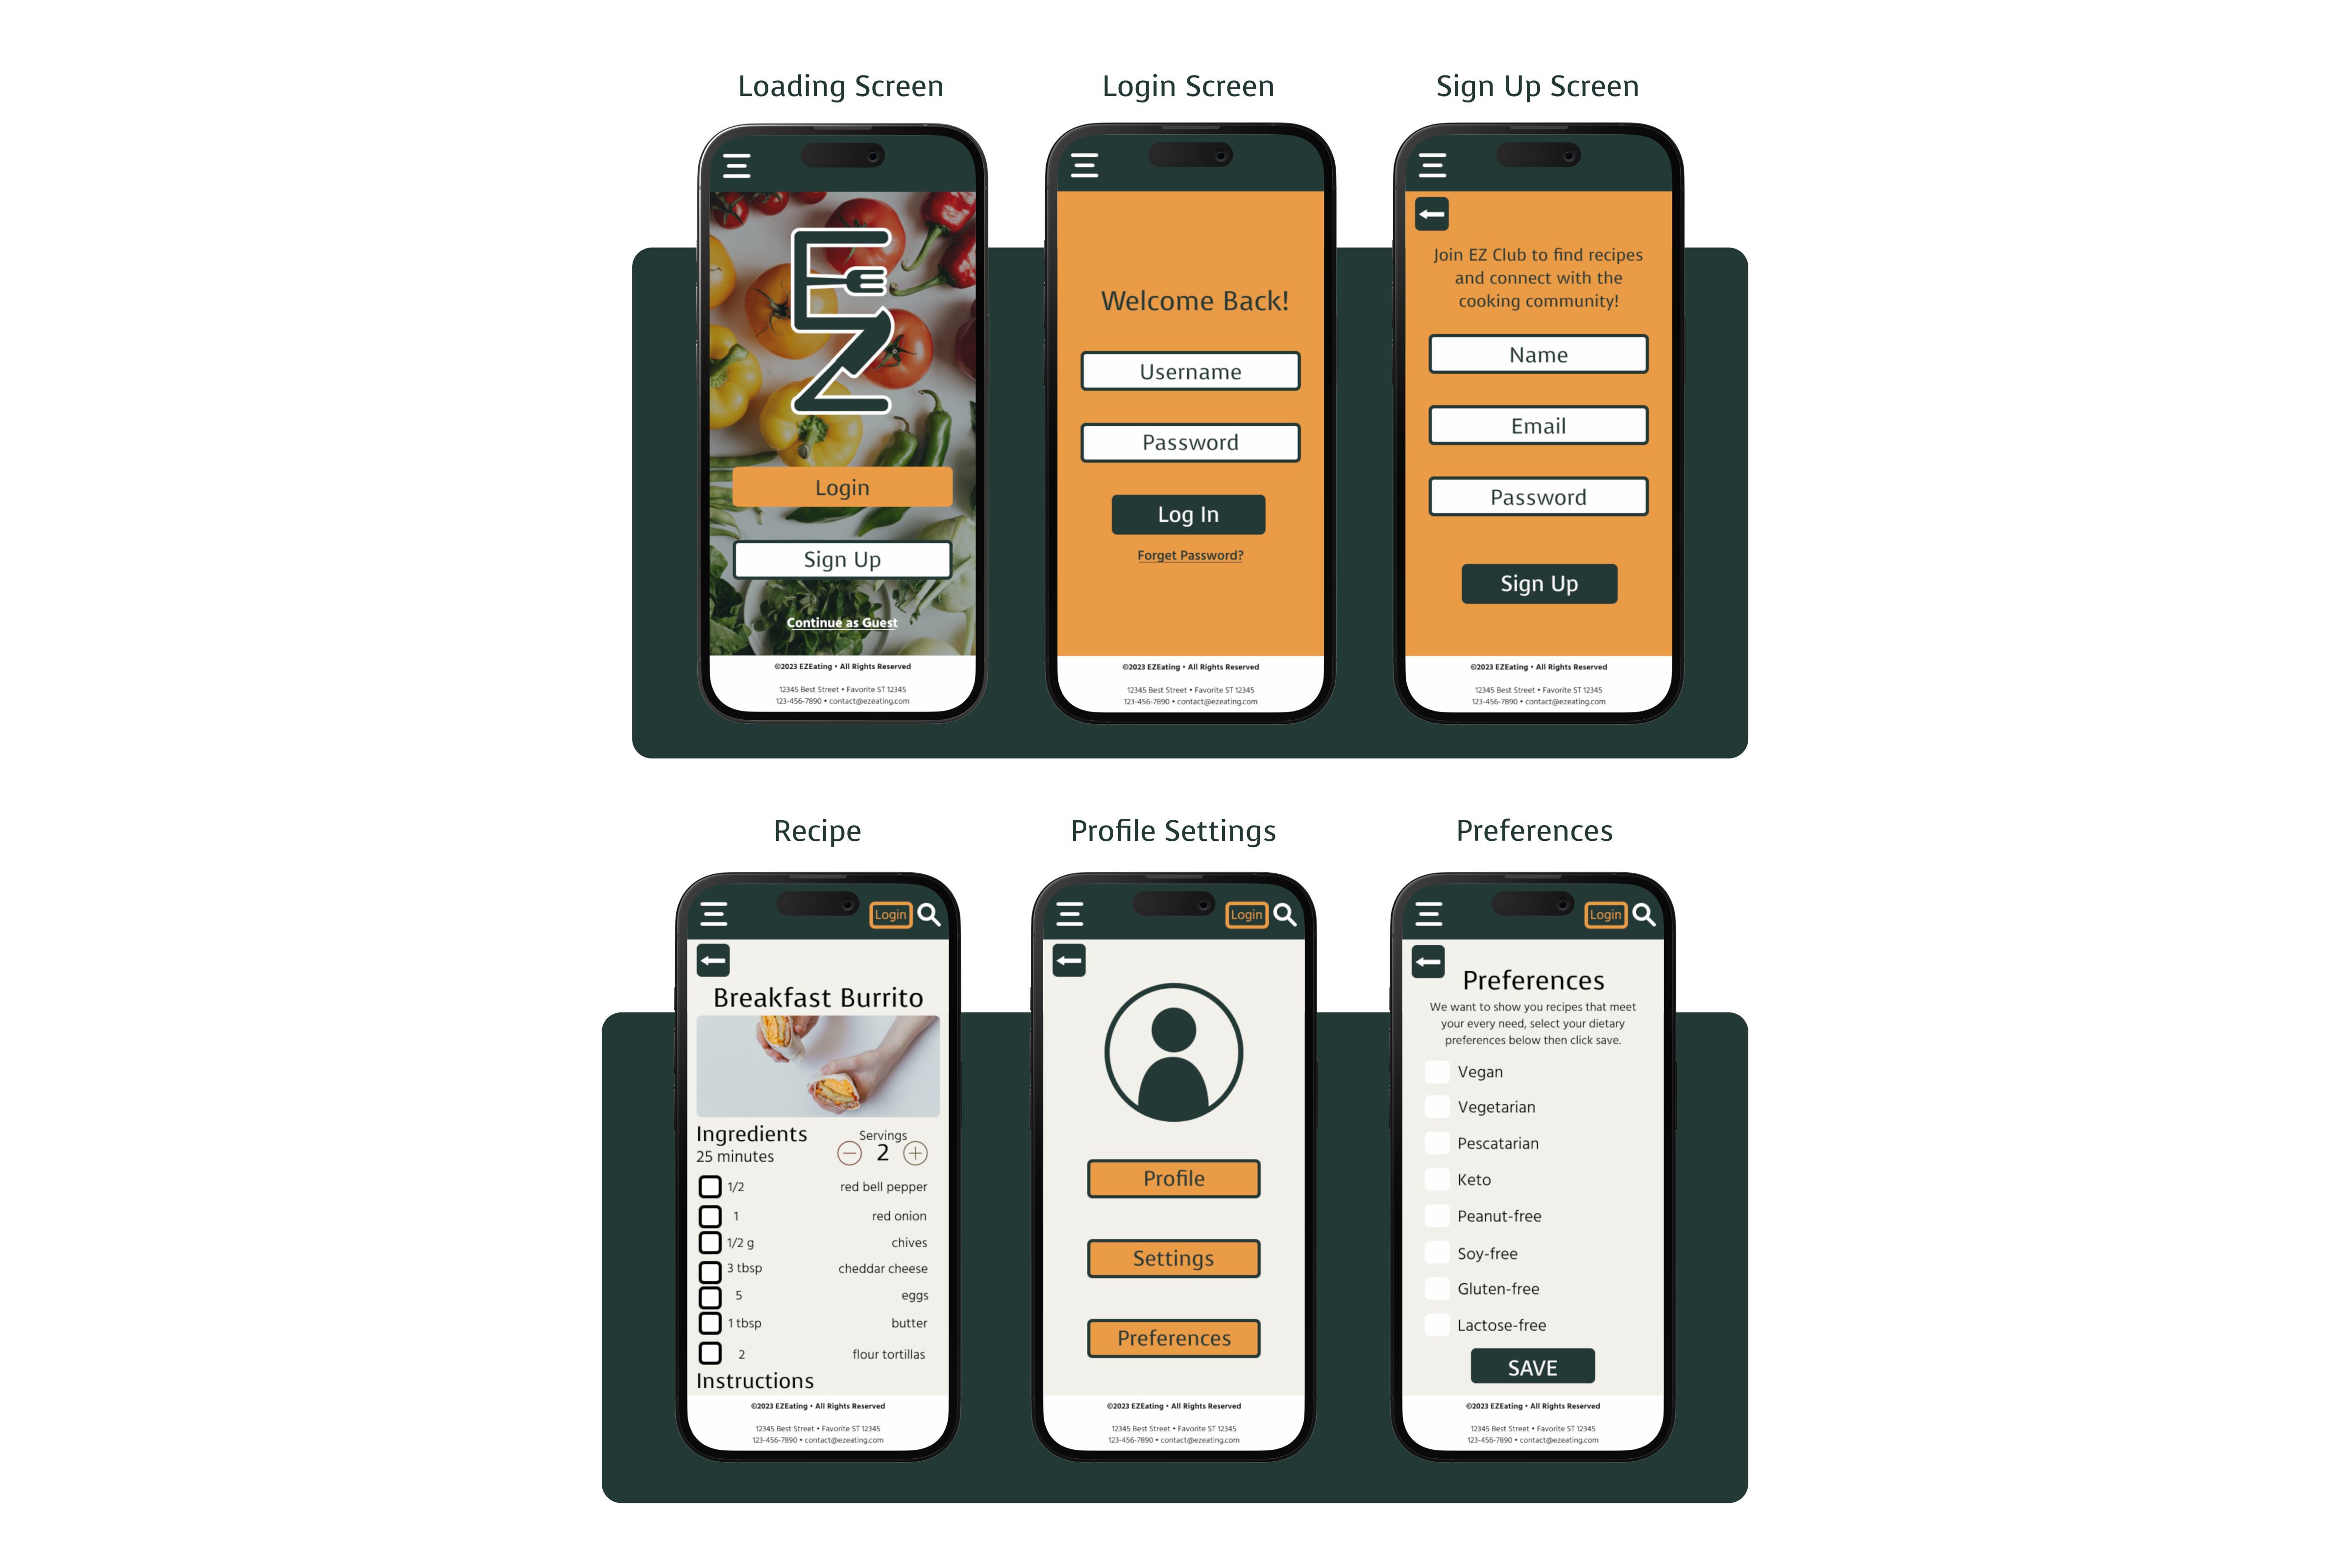 Loading Screen
Login Screen
Sign Up Screen
EZ
Login
Sign Up
Continue as Guest
©2023 EZEating • All Rights Reserved
12345 Best Street • Favorite ST 12345
123-456-7890 • contact@ezeating.com
Welcome Back!
Username
Password
Log In
Forget Password?
©2023 EZEating • All Rights Reserved
12345 Best Street • Favorite ST 12345
123-456-7890 • contact@ezeating.com
Join EZ Club to find recipes
and connect with the
cooking community!
Name
Email
Password
Sign Up
©2023 EZEating • All Rights Reserved
12345 Best Street • Favorite ST 12345
123-456-7890 • contact@ezeating.com
Recipe
Profile Settings
Preferences
Login
Breakfast Burrito
Ingredients
25 minutes
Servings
2
1/2 red bell pepper
1 red onion
1/2 g chives
3 tbsp cheddar cheese
5 eggs
1 tbsp butter
2 flour tortillas
Instructions
©2023 EZEating • All Rights Reserved
12345 Best Street • Favorite ST 12345
123-456-7890 • contact@ezeating.com
Login
Profile
Settings
Preferences
©2023 EZEating • All Rights Reserved
12345 Best Street • Favorite ST 12345
123-456-7890 • contact@ezeating.com
Login
Preferences
We want to show you recipes that meet
your every need, select your dietary
preferences below then click save.
Vegan
Vegetarian
Pescatarian
Keto
Peanut-free
Soy-free
Gluten-free
Lactose-free
SAVE
©2023 EZEating • All Rights Reserved
12345 Best Street • Favorite ST 12345
123-456-7890 • contact@ezeating.com